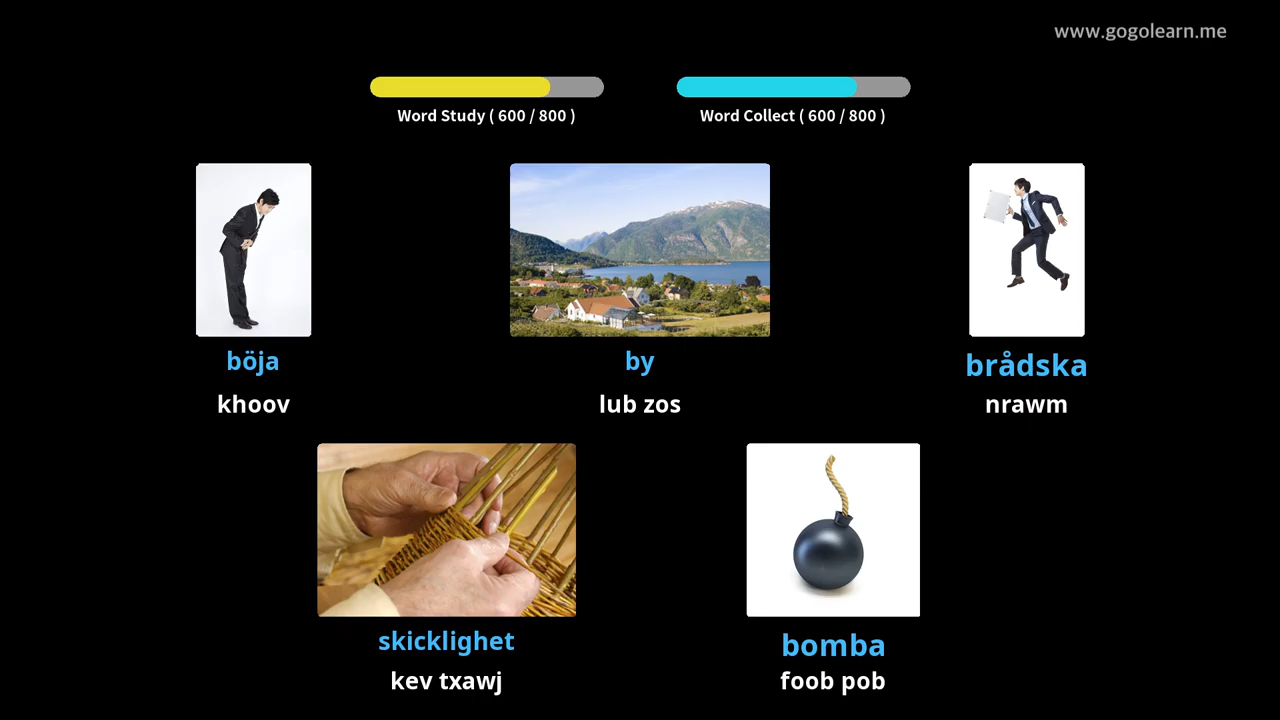 www.gogolearn.me
Word Study ( 600 / 800 )
Word Collect ( 600 / 800 )
böja
khoov
by
lub zos
brådska
nrawm
skicklighet
kev txawj
bomba
foob pob